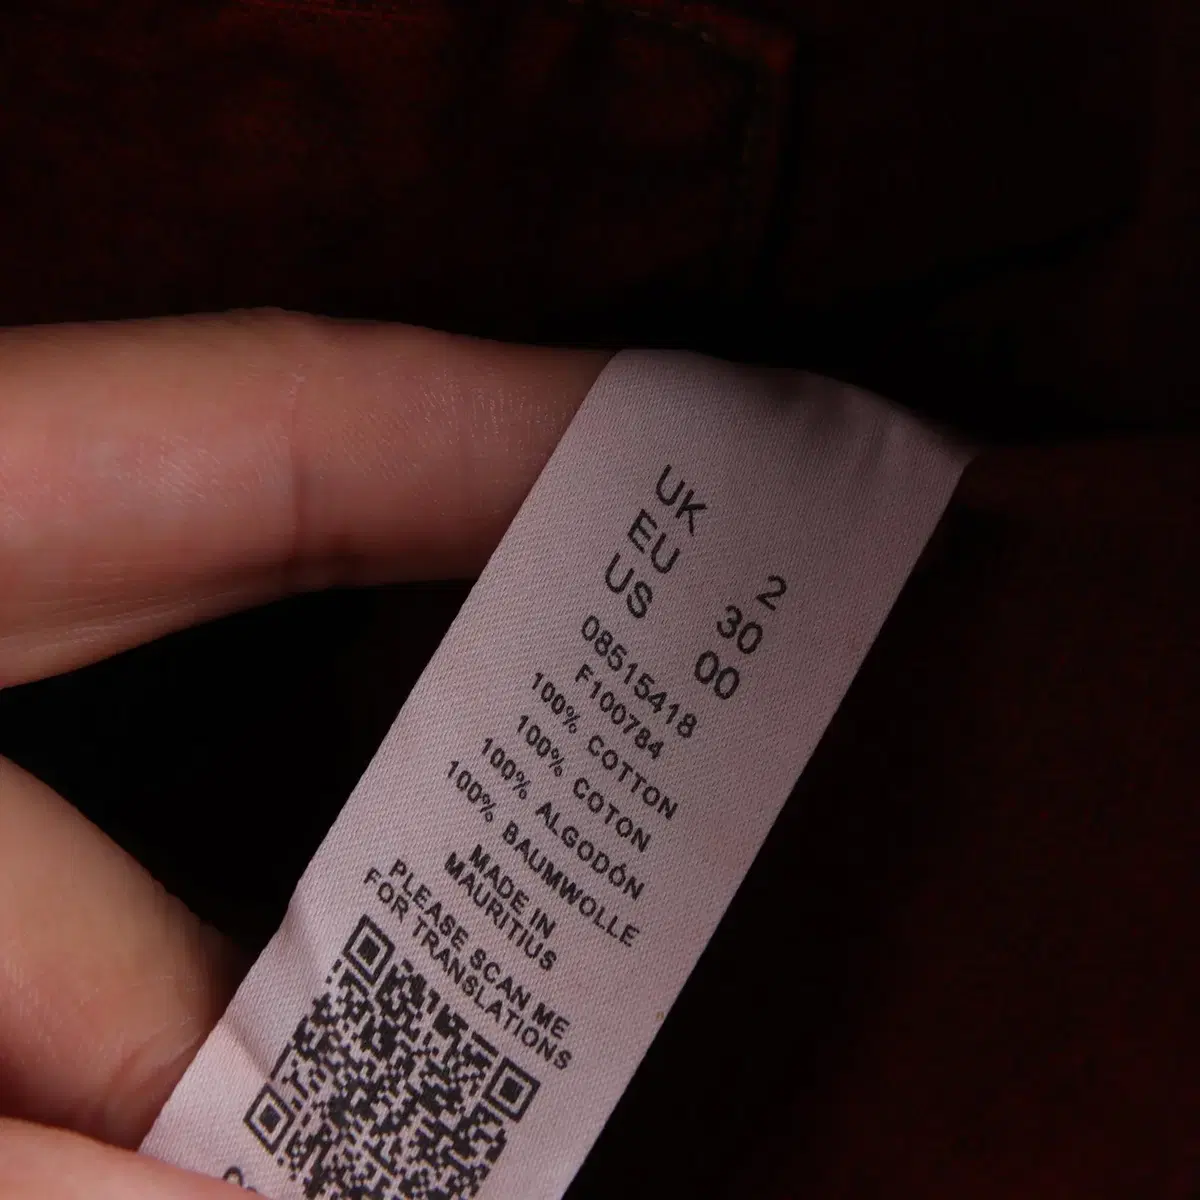 UK 2
EU 30
US 00
08515418
F100784
100% COTTON
100% COTON
100% ALGODÓN
100% BAUMWOLLE
MADE IN
MAURITIUS
PLEASE SCAN ME
FOR TRANSLATIONS